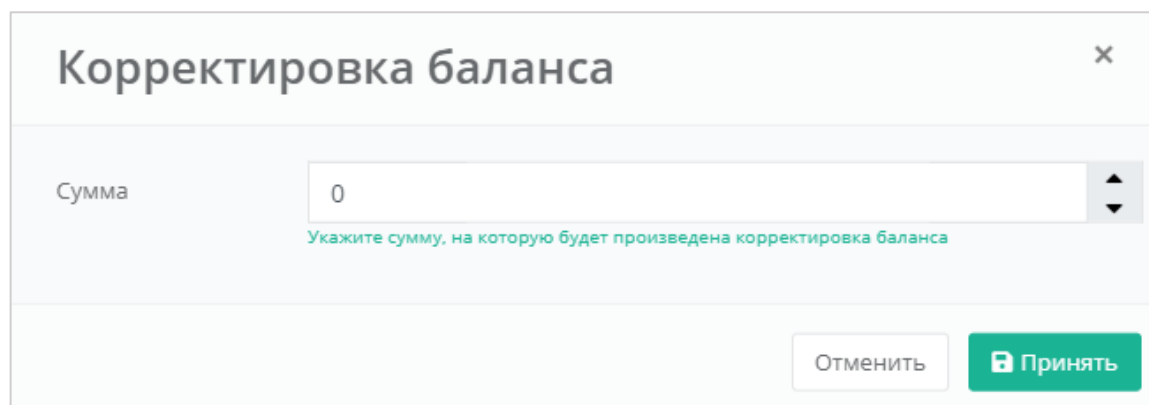 Корректировка баланса
×
Сумма
0
Укажите сумму, на которую будет произведена корректировка баланса
Отменить
Принять